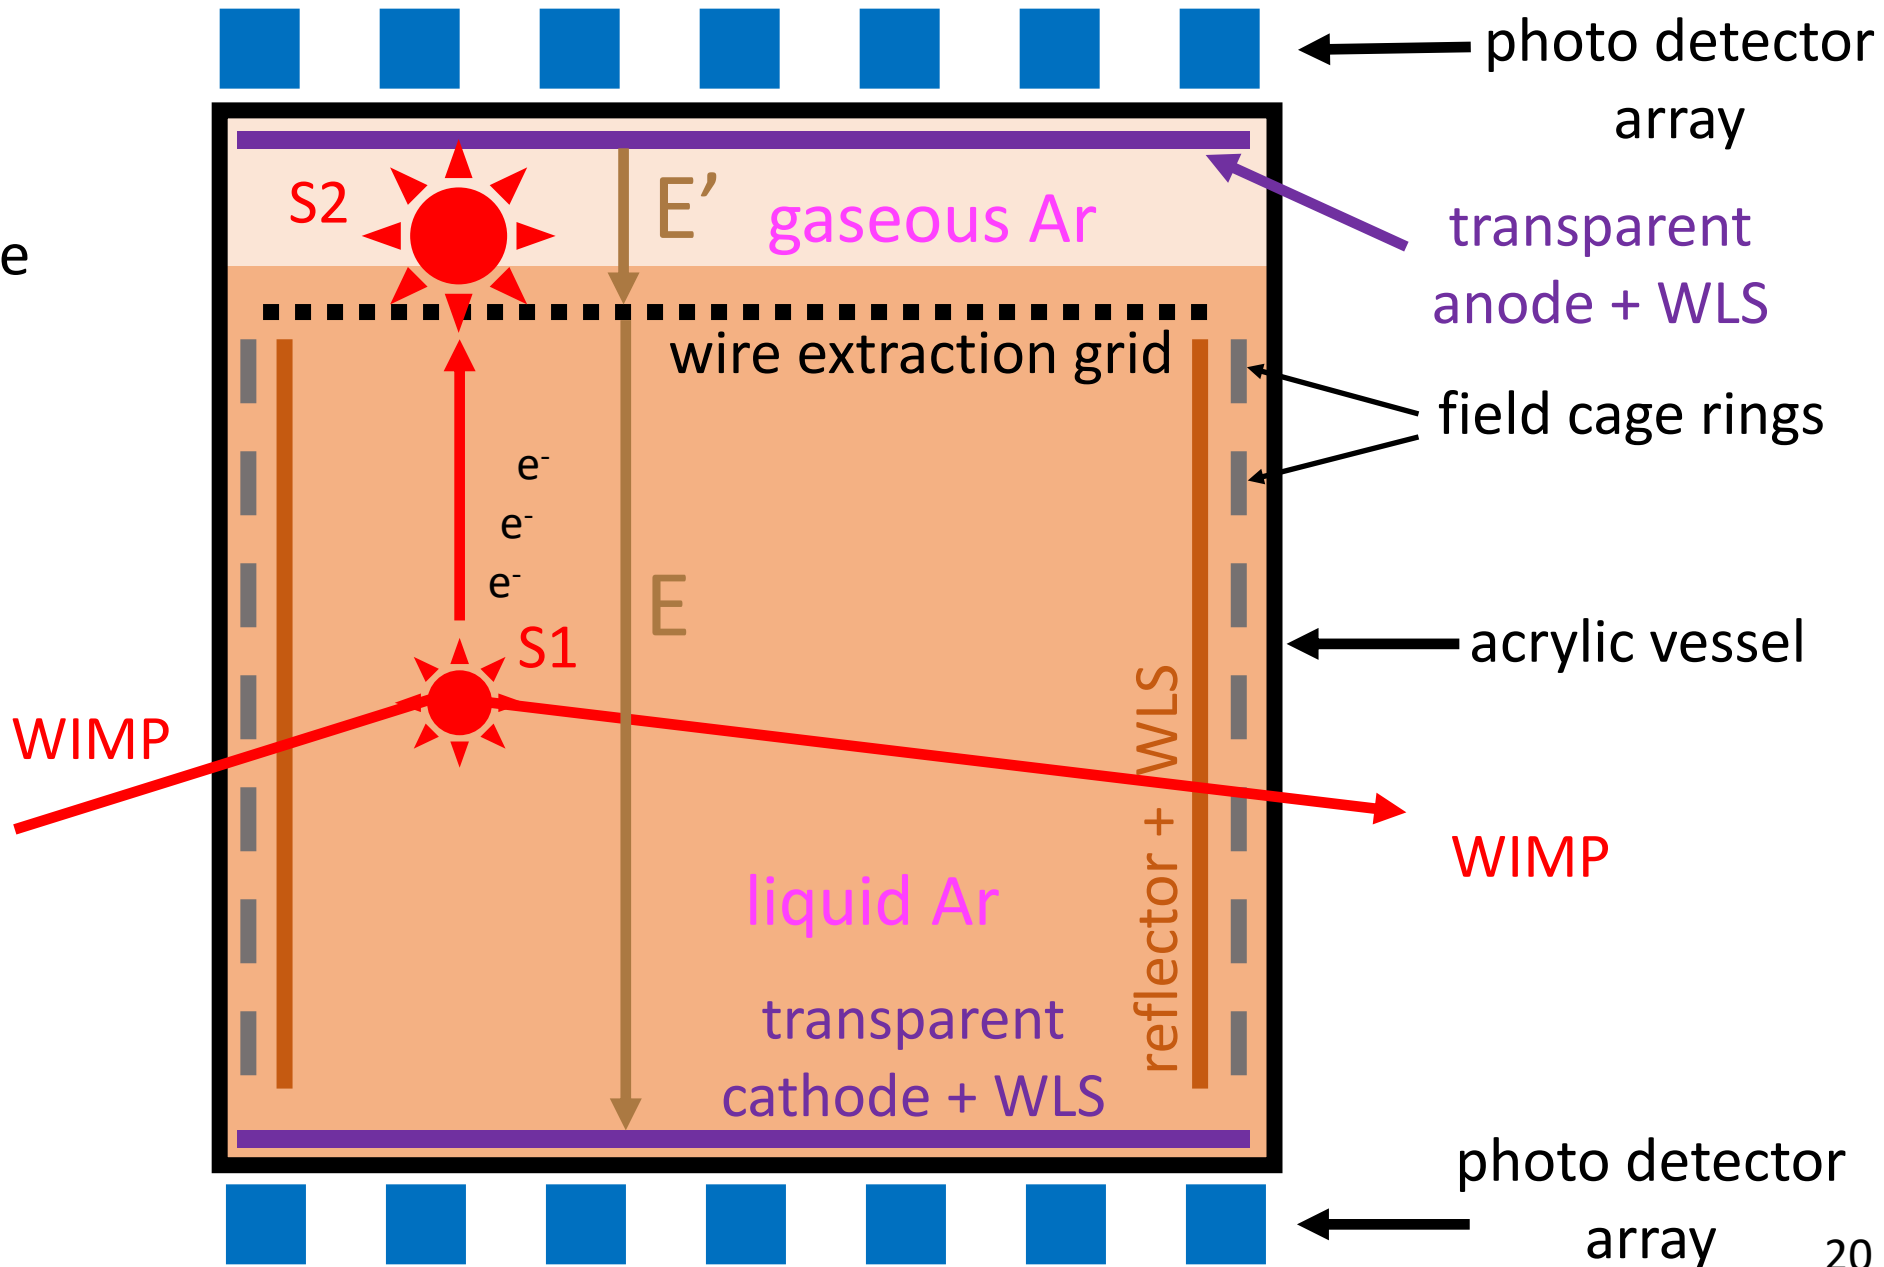 photo detector
array
e
S2
E’
gaseous Ar
transparent
anode + WLS
wire extraction grid
field cage rings
e-
e-
e-
E
S1
acrylic vessel
WIMP
WIMP
reflector + WLS
liquid Ar
transparent
cathode + WLS
photo detector
array
20